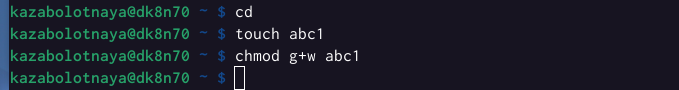 kazabolotnaya@dk8n70 ~ $ cd
kazabolotnaya@dk8n70 ~ $ touch abc1
kazabolotnaya@dk8n70 ~ $ chmod g+w abc1
kazabolotnaya@dk8n70 ~ $